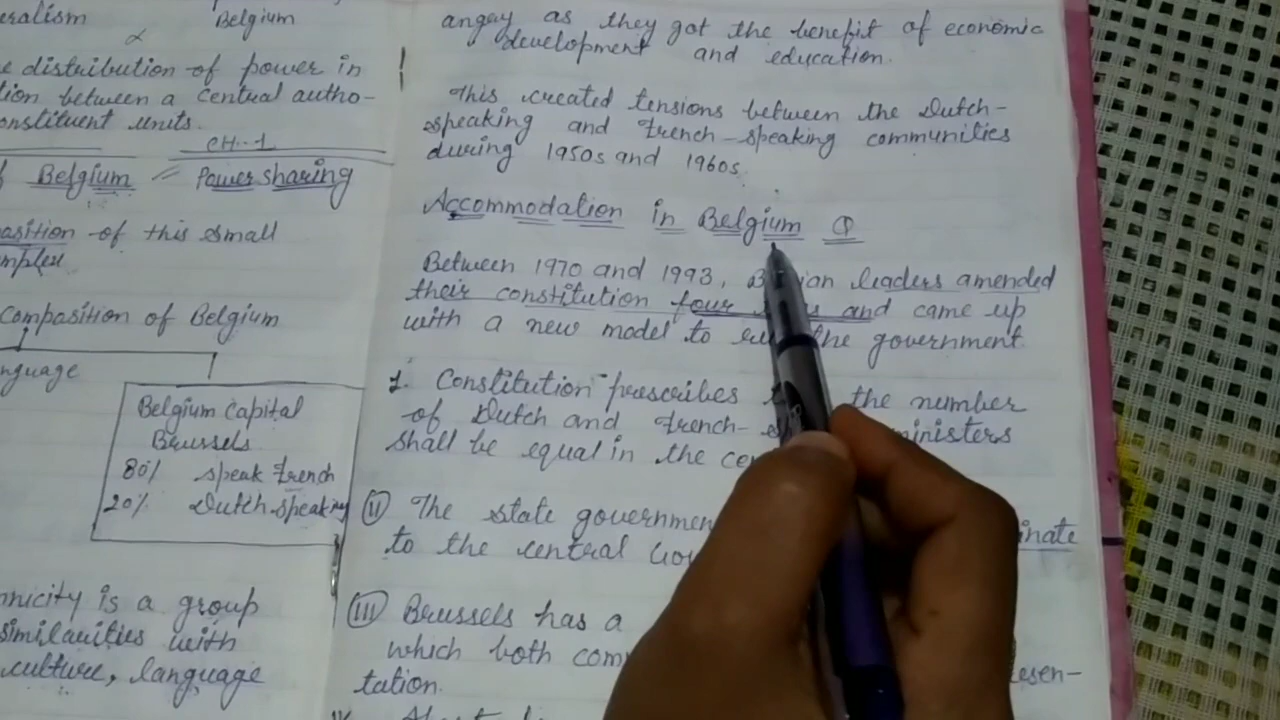 eralism Belgium
e distribution of power in
tion between a central autho-
onstituent units.
CH-1
f Belgium Power sharing
asition of this small
mplex
Composition of Belgium
nguage
Belgium Capital
Brussels
80% speak French
20% Dutch-speaking
nicity is a group
similarities with
culture, language
angry as they got the benefit of economic
development and education.
This created tensions between the Dutch-
speaking and French-speaking communities
during 1950s and 1960s.
Accommodation in Belgium
Between 1970 and 1993, leaders amended
their constitution four and came up
with a new model to the government
1. Constitution prescribes the number
of Dutch and French- ministers
shall be equal in the
(II) The state inate
to the central
(III) Brussels has a
which both esen-
tation.